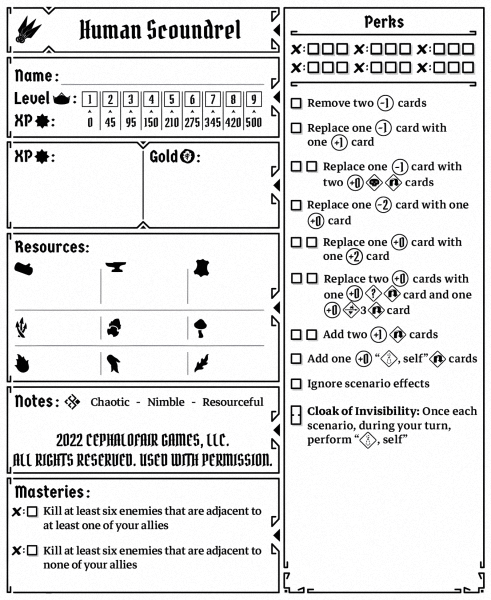 Human Scoundrel
Name:
Level : 1 2 3 4 5 6 7 8 9
XP : 0 45 95 150 210 275 345 420 500
XP :
Gold :
Resources:
Notes: Chaotic - Nimble - Resourceful
2022 CEPHALOFAIR GAMES, LLC.
ALL RIGHTS RESERVED. USED WITH PERMISSION.
Masteries:
Kill at least six enemies that are adjacent to
at least one of your allies
Kill at least six enemies that are adjacent to
none of your allies
Perks
Remove two -1 cards
Replace one -1 card with
one +1 card
Replace one -1 card with
two +0 cards
Replace one -2 card with one
+0 card
Replace one +0 card with
one +2 card
Replace two +0 cards with
one +0 ? card and one
+0 3 card
Add two +1 cards
Add one +0 “ , self” cards
Ignore scenario effects
Cloak of Invisibility: Once each
scenario, during your turn,
perform “ , self”